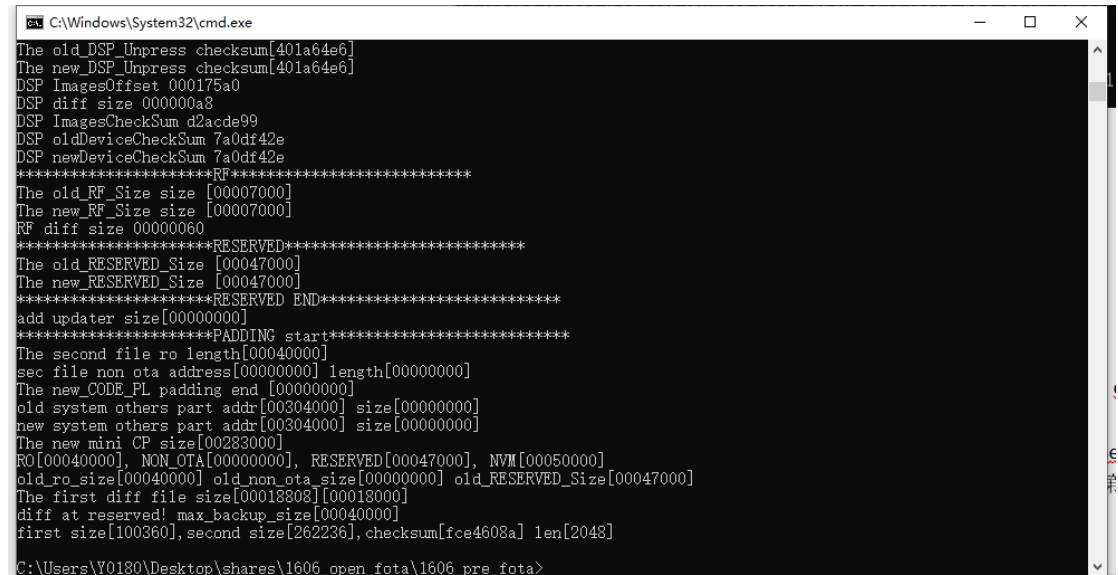 C:\Windows\System32\cmd.exe
The old_DSP_Unpress checksum[401a64e6]
The new_DSP_Unpress checksum[401a64e6]
DSP ImagesOffset 000175a0
DSP diff size 000000a8
DSP ImagesCheckSum d2acde99
DSP oldDeviceCheckSum 7a0df42e
DSP newDeviceCheckSum 7a0df42e
**********************RF***************************
The old_RF_Size size [00007000]
The new_RF_Size size [00007000]
RF diff size 00000060
**********************RESERVED***************************
The old_RESERVED_Size [00047000]
The new_RESERVED_Size [00047000]
**********************RESERVED END***************************
add updater size[00000000]
**********************PADDING start***************************
The second file ro length[00040000]
sec file non ota address[00000000] length[00000000]
The new_CODE_PL padding end [00000000]
old system others part addr[00304000] size[00000000]
new system others part addr[00304000] size[00000000]
The new mini CP size[00283000]
RO[00040000], NON_OTA[00000000], RESERVED[00047000], NVM[00050000]
old_ro_size[00040000] old_non_ota_size[00000000] old_RESERVED_Size[00047000]
The first diff file size[00018808][00018000]
diff at reserved! max_backup_size[00040000]
first size[100360],second size[262236],checksum[fce4608a] len[2048]
C:\Users\Y0180\Desktop\shares\1606_open_fota\1606_pre_fota>